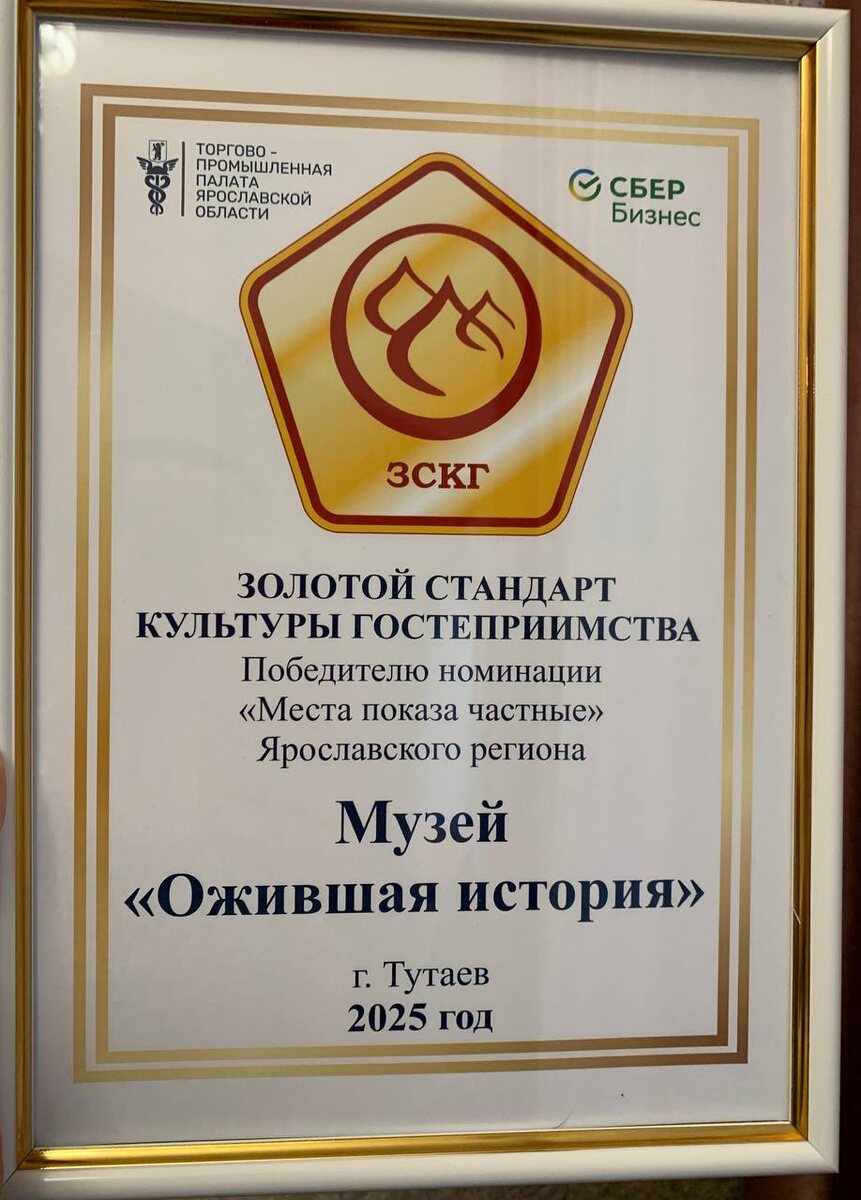 ТОРГОВО -
ПРОМЫШЛЕННАЯ
ПАЛАТА
ЯРОСЛАВСКОЙ
ОБЛАСТИ
СБЕР
Бизнес
ЗСКГ
ЗОЛОТОЙ СТАНДАРТ
КУЛЬТУРЫ ГОСТЕПРИИМСТВА
Победителю номинации
«Места показа частные»
Ярославского региона
Музей
«Ожившая история»
г. Тутаев
2025 год